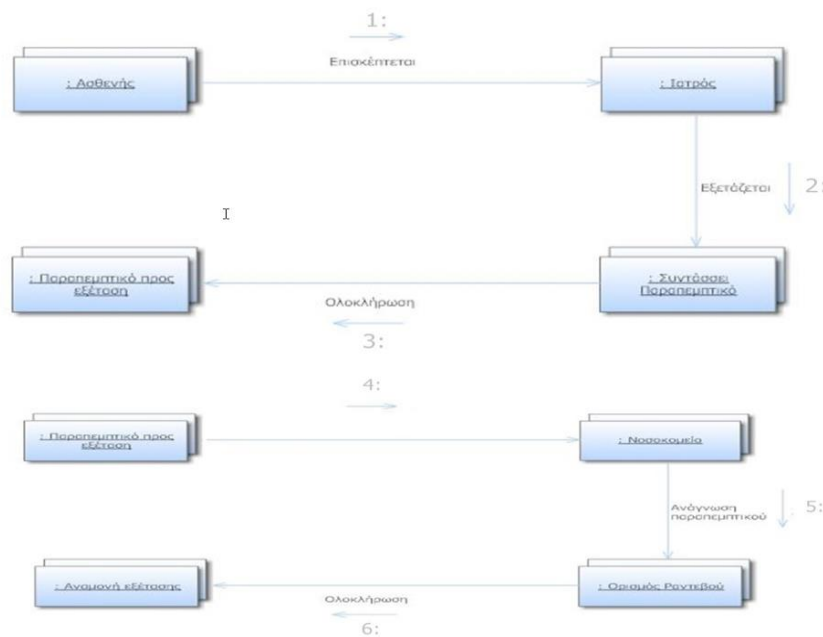 1:
Επισκέπτεται
: Ασθενής
: Ιατρός
Εξετάζεται
2:
: Παραπεμπτικό προς
εξέταση
: Συντάσσει
Παραπεμπτικό
Ολοκλήρωση
3:
4:
: Παραπεμπτικό προς
εξέταση
: Νοσοκομείο
Ανάγνωση
παραπεμπτικού
5:
: Αναμονή εξέτασης
: Ορισμός Ραντεβού
Ολοκλήρωση
6: